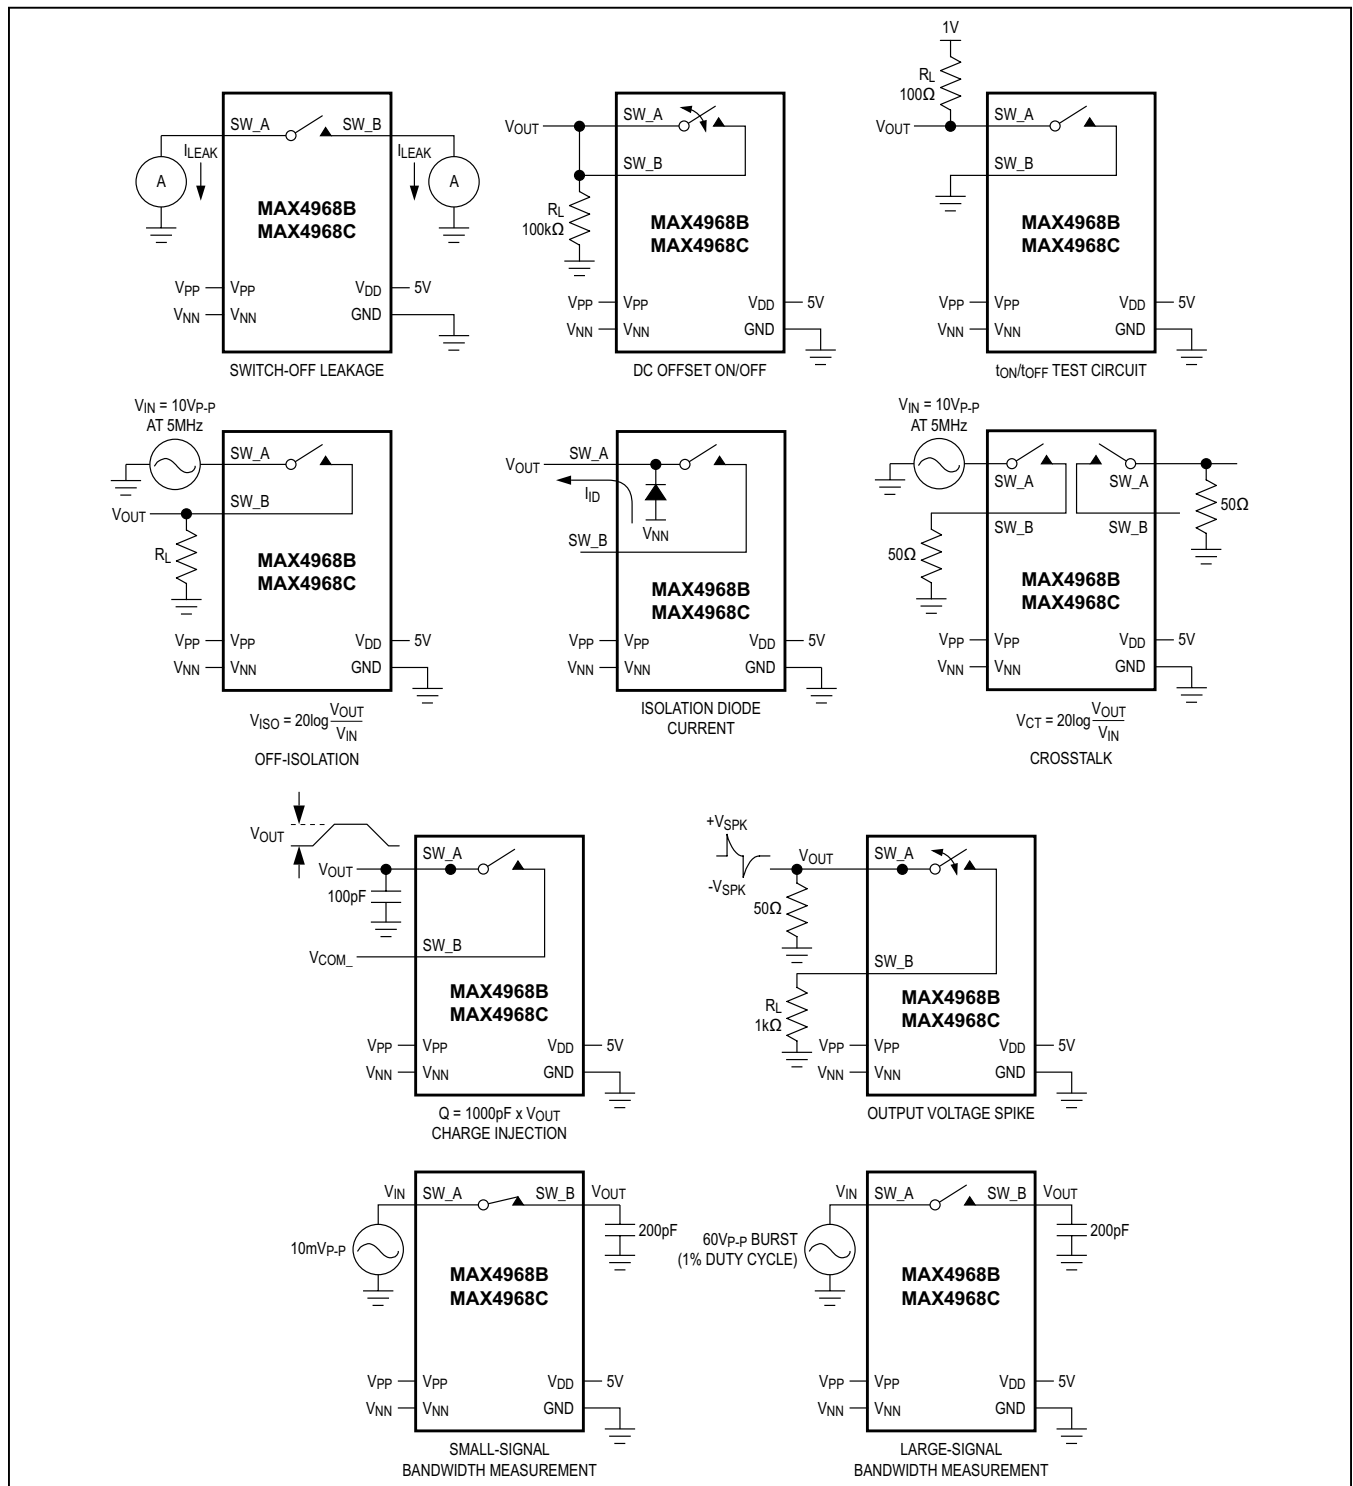 SW_A
SW_B
ILEAK
A
ILEAK
A
MAX4968B
MAX4968C
VPP
VPP
VDD
5V
VNN
VNN
GND
SWITCH-OFF LEAKAGE
VOUT
SW_A
SW_B
RL
100kΩ
MAX4968B
MAX4968C
VPP
VPP
VDD
5V
VNN
VNN
GND
DC OFFSET ON/OFF
1V
RL
100Ω
VOUT
SW_A
SW_B
MAX4968B
MAX4968C
VPP
VPP
VDD
5V
VNN
VNN
GND
tON/tOFF TEST CIRCUIT
VIN = 10VP-P
AT 5MHz
SW_A
SW_B
VOUT
RL
MAX4968B
MAX4968C
VPP
VPP
VDD
5V
VNN
VNN
GND
VISO = 20log VOUT
VIN
OFF-ISOLATION
VOUT
SW_A
IID
VNN
SW_B
MAX4968B
MAX4968C
VPP
VPP
VDD
5V
VNN
VNN
GND
ISOLATION DIODE
CURRENT
VIN = 10VP-P
AT 5MHz
SW_A
SW_A
SW_B
SW_B
50Ω
50Ω
MAX4968B
MAX4968C
VPP
VPP
VDD
5V
VNN
VNN
GND
VCT = 20log VOUT
VIN
CROSSTALK
VOUT
VOUT
SW_A
100pF
SW_B
VCOM_
MAX4968B
MAX4968C
VPP
VPP
VDD
5V
VNN
VNN
GND
Q = 1000pF x VOUT
CHARGE INJECTION
+VSPK
-VSPK
VOUT
SW_A
50Ω
SW_B
RL
1kΩ
MAX4968B
MAX4968C
VPP
VPP
VDD
5V
VNN
VNN
GND
OUTPUT VOLTAGE SPIKE
VIN
SW_A
SW_B
VOUT
10mVP-P
200pF
MAX4968B
MAX4968C
VPP
VPP
VDD
5V
VNN
VNN
GND
SMALL-SIGNAL
BANDWIDTH MEASUREMENT
VIN
SW_A
SW_B
VOUT
60VP-P BURST
(1% DUTY CYCLE)
200pF
MAX4968B
MAX4968C
VPP
VPP
VDD
5V
VNN
VNN
GND
LARGE-SIGNAL
BANDWIDTH MEASUREMENT